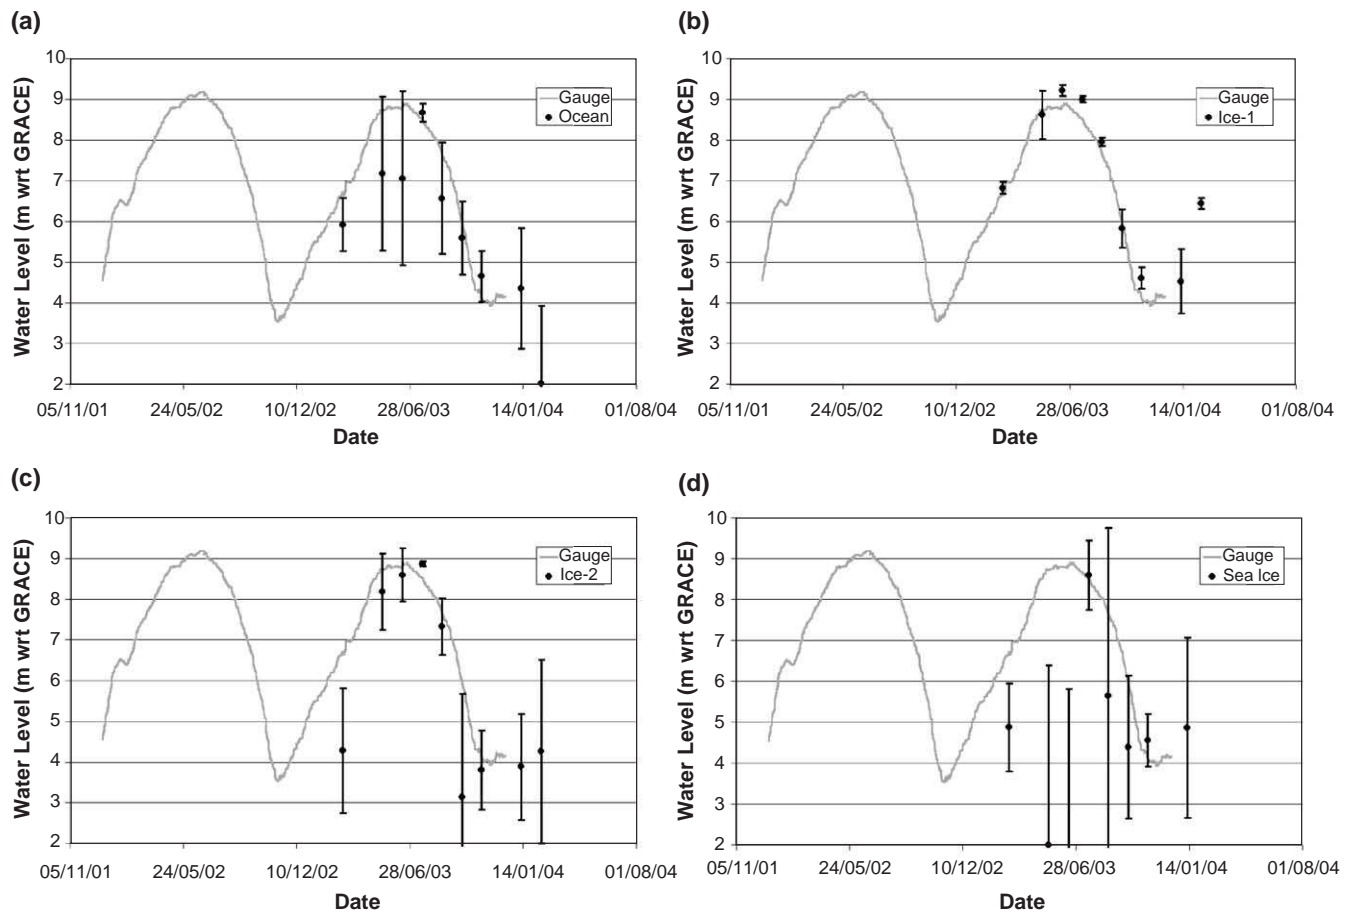 (a)
Water Level (m wrt GRACE)
10
9
8
7
6
5
4
3
2
Gauge
Ocean
05/11/01 24/05/02 10/12/02 28/06/03 14/01/04 01/08/04
Date
(b)
Water Level (m wrt GRACE)
10
9
8
7
6
5
4
3
2
Gauge
Ice-1
05/11/01 24/05/02 10/12/02 28/06/03 14/01/04 01/08/04
Date
(c)
Water Level (m wrt GRACE)
10
9
8
7
6
5
4
3
2
Gauge
Ice-2
05/11/01 24/05/02 10/12/02 28/06/03 14/01/04 01/08/04
Date
(d)
Water Level (m wrt GRACE)
10
9
8
7
6
5
4
3
2
Gauge
Sea Ice
05/11/01 24/05/02 10/12/02 28/06/03 14/01/04 01/08/04
Date